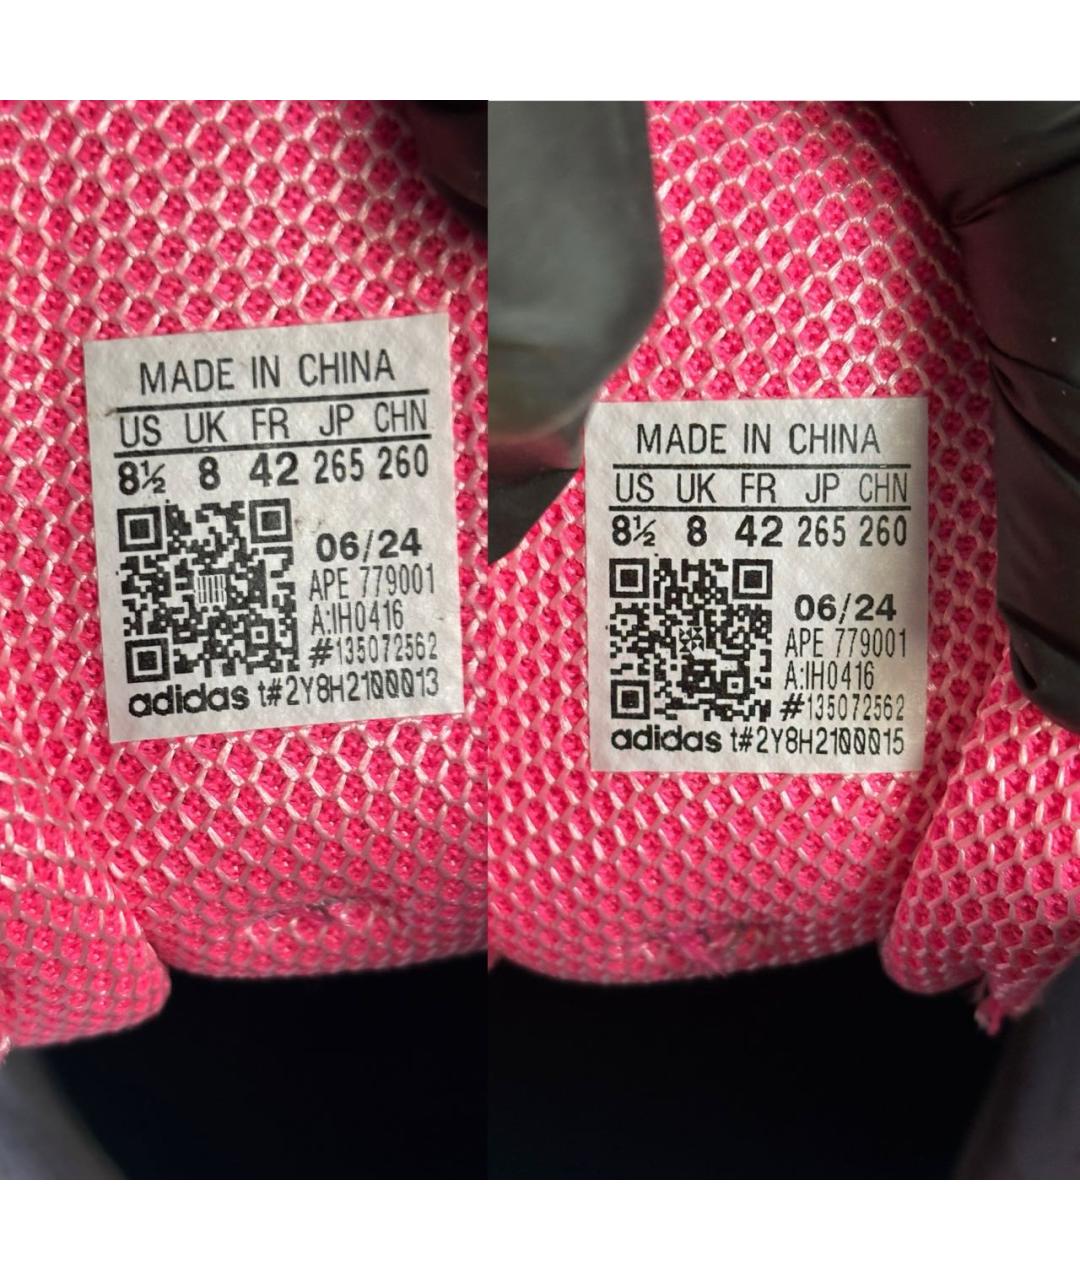 MADE IN CHINA
US UK FR JP CHN
8½ 8 42 265 260
06/24
APE 779001
A:IH0416
#135072562
adidas t#2Y8H2100013
MADE IN CHINA
US UK FR JP CHN
8½ 8 42 265 260
06/24
APE 779001
A:IH0416
#135072562
adidas t#2Y8H2100015